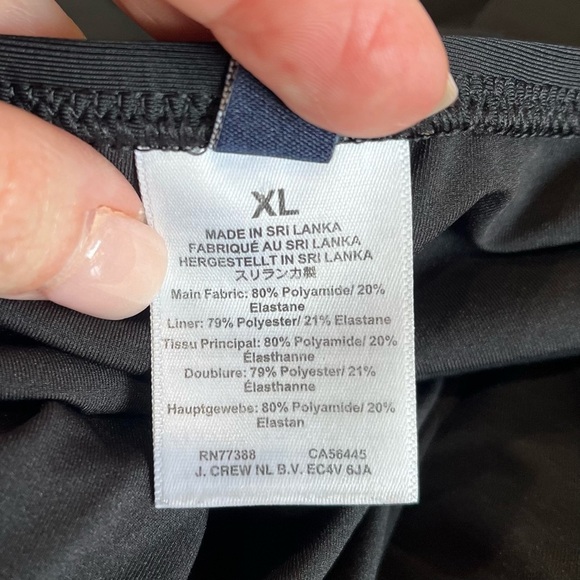 XL
MADE IN SRI LANKA
FABRIQUÉ AU SRI LANKA
HERGESTELLT IN SRI LANKA
スリランカ製
Main Fabric: 80% Polyamide/ 20%
Elastane
Liner: 79% Polyester/ 21% Elastane
Tissu Principal: 80% Polyamide/ 20%
Élasthanne
Doublure: 79% Polyester/ 21%
Élasthanne
Hauptgewebe: 80% Polyamide/ 20%
Elastan
RN77388 CA56445
J. CREW NL B.V. EC4V 6JA